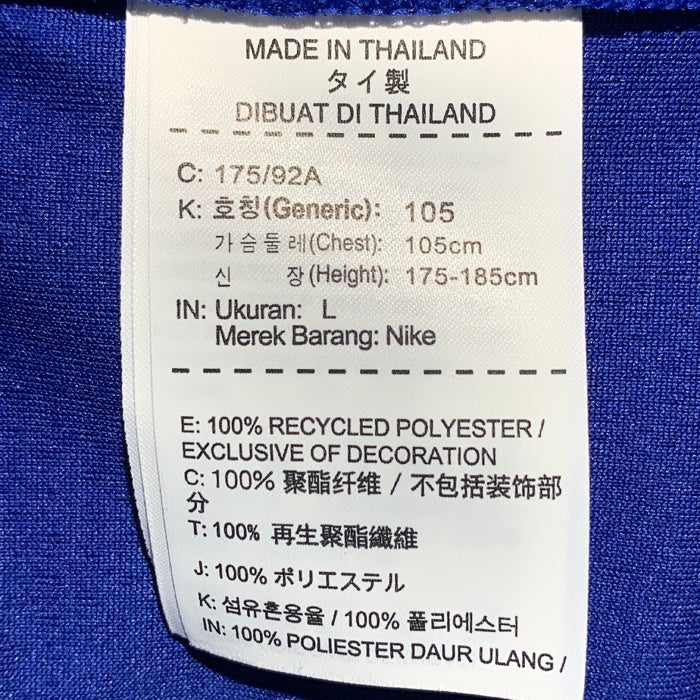 MADE IN THAILAND
タイ製
DIBUAT DI THAILAND
C: 175/92A
K: 호칭(Generic): 105
가슴둘레(Chest): 105cm
신 장(Height): 175-185cm
IN: Ukuran: L
Merek Barang: Nike
E: 100% RECYCLED POLYESTER /
EXCLUSIVE OF DECORATION
C: 100% 聚酯纤维 / 不包括装饰部
分
T: 100% 再生聚酯纖維
J: 100% ポリエステル
K: 섬유혼용율 / 100% 폴리에스터
IN: 100% POLIESTER DAUR ULANG /